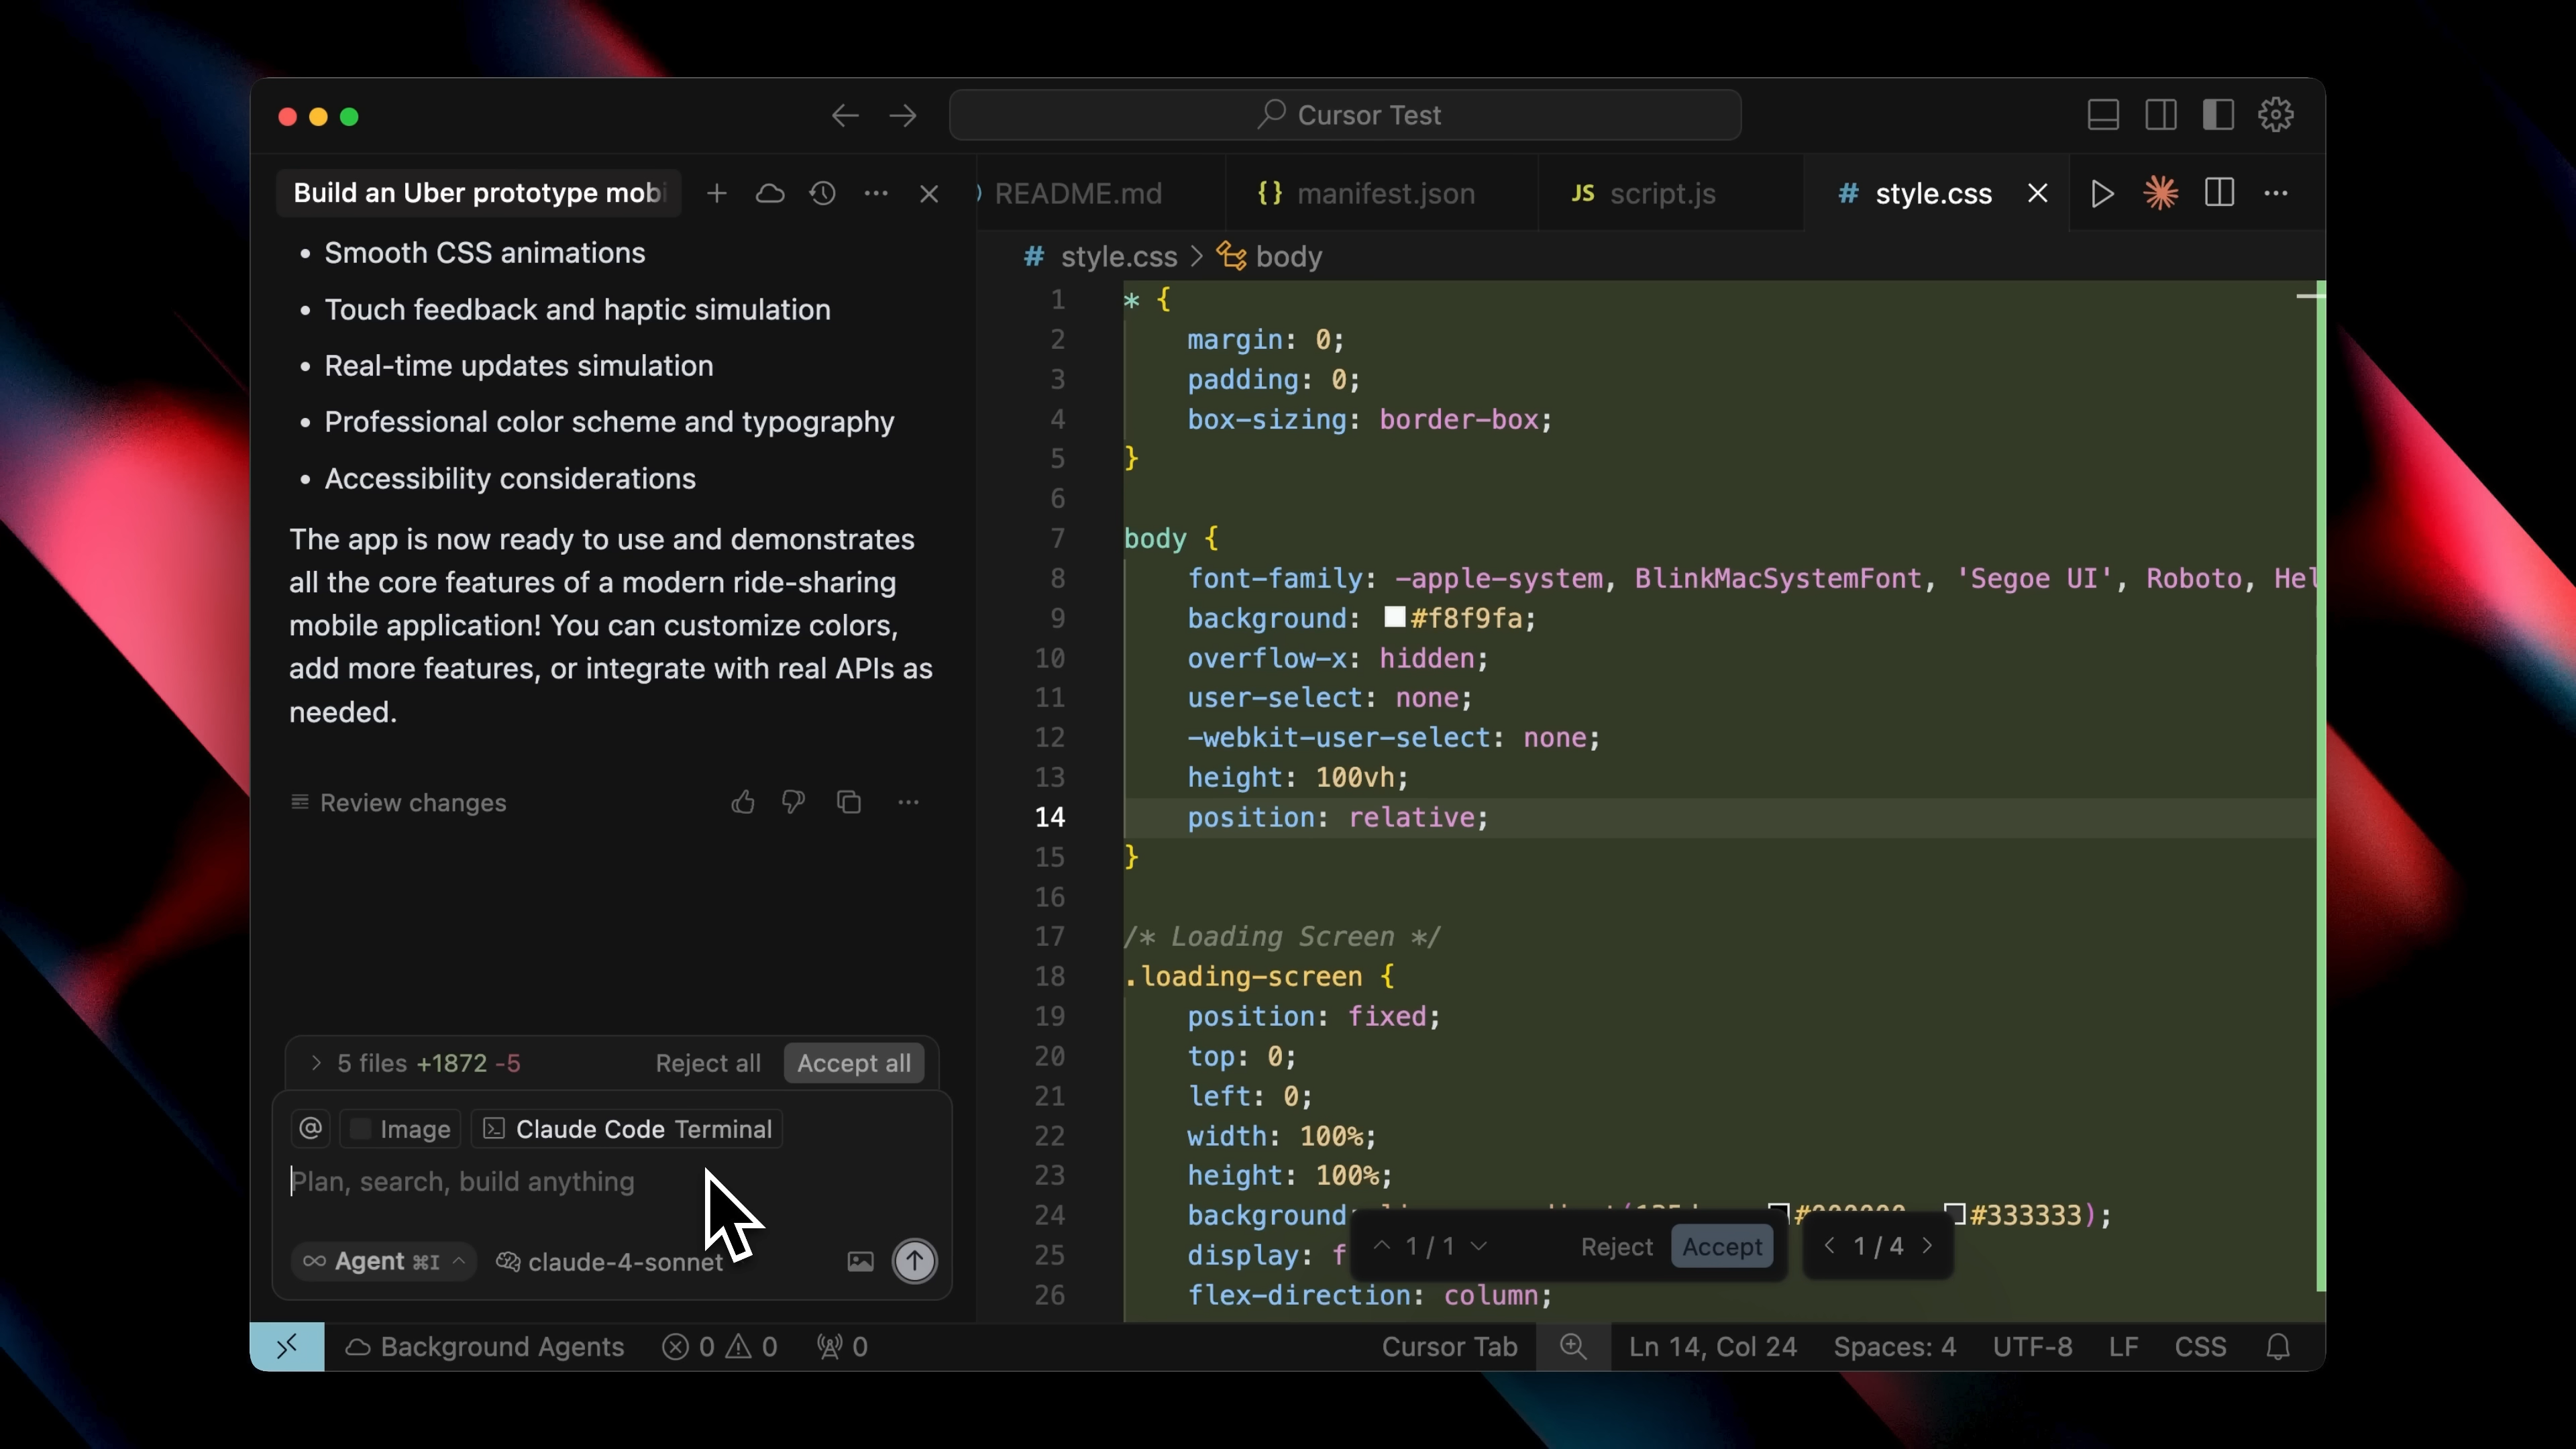 Cursor Test
Build an Uber prototype mobi
README.md
manifest.json
JS script.js
# style.css
# style.css > body
• Smooth CSS animations
• Touch feedback and haptic simulation
• Real-time updates simulation
• Professional color scheme and typography
• Accessibility considerations
The app is now ready to use and demonstrates
all the core features of a modern ride-sharing
mobile application! You can customize colors,
add more features, or integrate with real APIs as
needed.
Review changes
5 files +1872 -5
Reject all
Accept all
@ Image Claude Code Terminal
Plan, search, build anything
∞ Agent ⌘I
claude-4-sonnet
1 * {
2 margin: 0;
3 padding: 0;
4 box-sizing: border-box;
5 }
6
7 body {
8 font-family: -apple-system, BlinkMacSystemFont, 'Segoe UI', Roboto, Hel
9 background: #f8f9fa;
10 overflow-x: hidden;
11 user-select: none;
12 -webkit-user-select: none;
13 height: 100vh;
14 position: relative;
15 }
16
17 /* Loading Screen */
18 .loading-screen {
19 position: fixed;
20 top: 0;
21 left: 0;
22 width: 100%;
23 height: 100%;
24 background: #333333);
25 display: f
26 flex-direction: column;
1 / 1
Reject
Accept
1 / 4
Background Agents
0
0
0
Cursor Tab
Ln 14, Col 24
Spaces: 4
UTF-8
LF
CSS